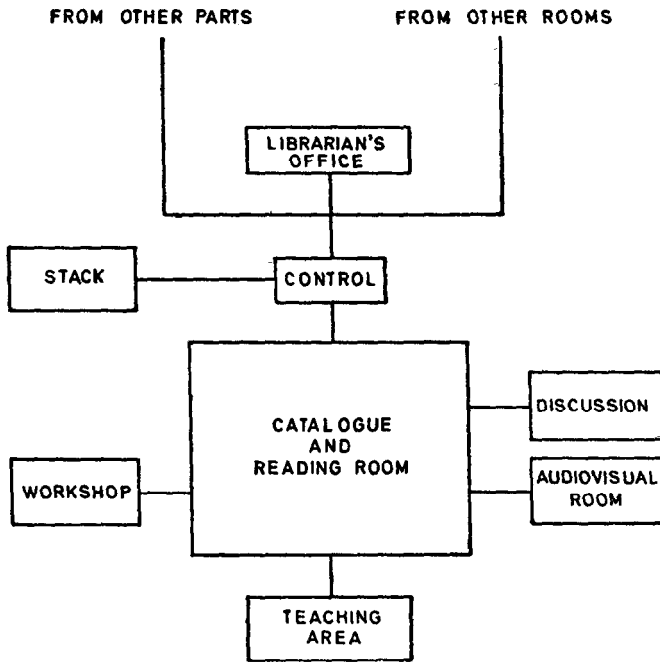 FROM OTHER PARTS
FROM OTHER ROOMS
LIBRARIAN'S
OFFICE
STACK
CONTROL
CATALOGUE
AND
READING ROOM
DISCUSSION
WORKSHOP
AUDIOVISUAL
ROOM
TEACHING
AREA